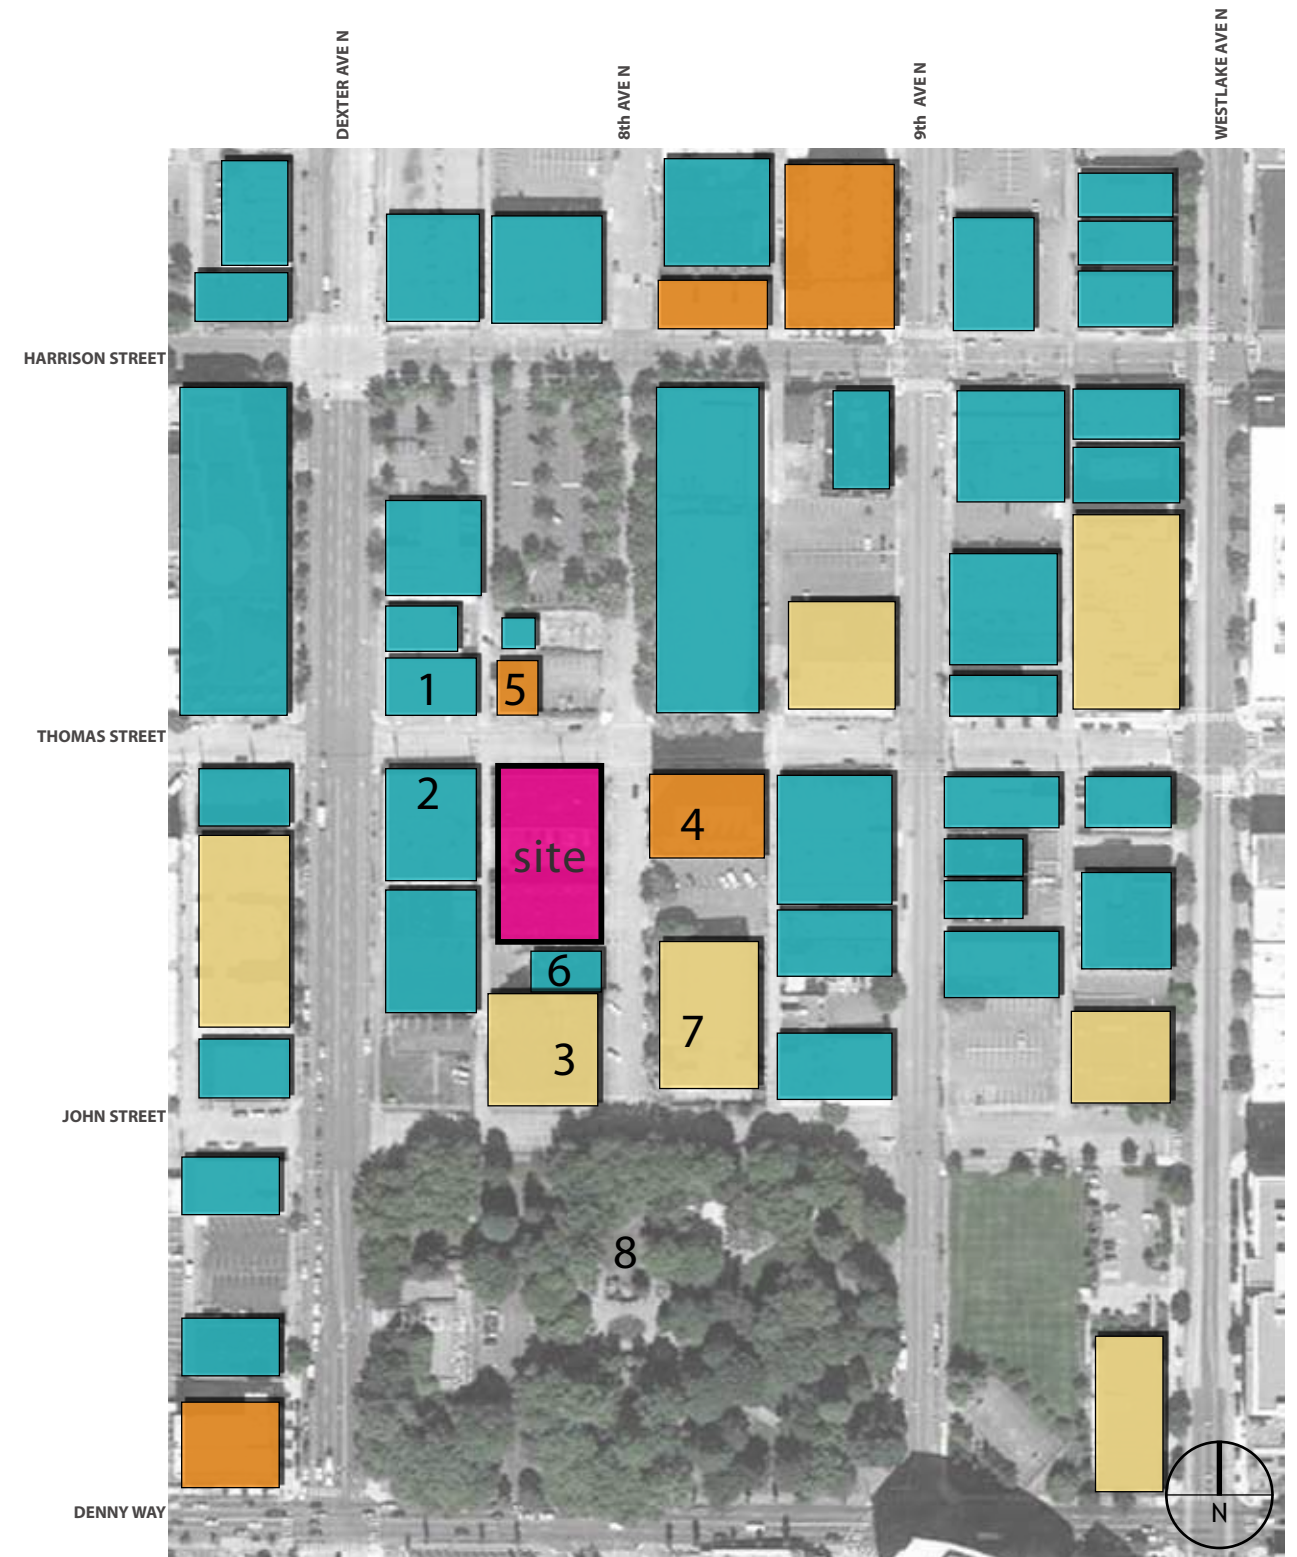 DEXTER AVE N
8th AVE N
9th AVE N
WESTLAKE AVE N
HARRISON STREET
1
5
THOMAS STREET
2
4
site
6
7
3
JOHN STREET
8
DENNY WAY
N